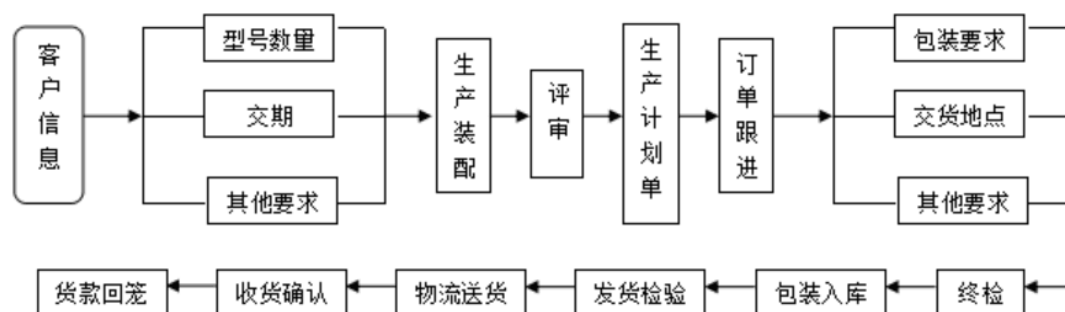 客户信息
型号数量
交期
其他要求
生产装配
评审
生产计划单
订单跟进
包装要求
交货地点
其他要求
终检
包装入库
发货检验
物流送货
收货确认
货款回笼